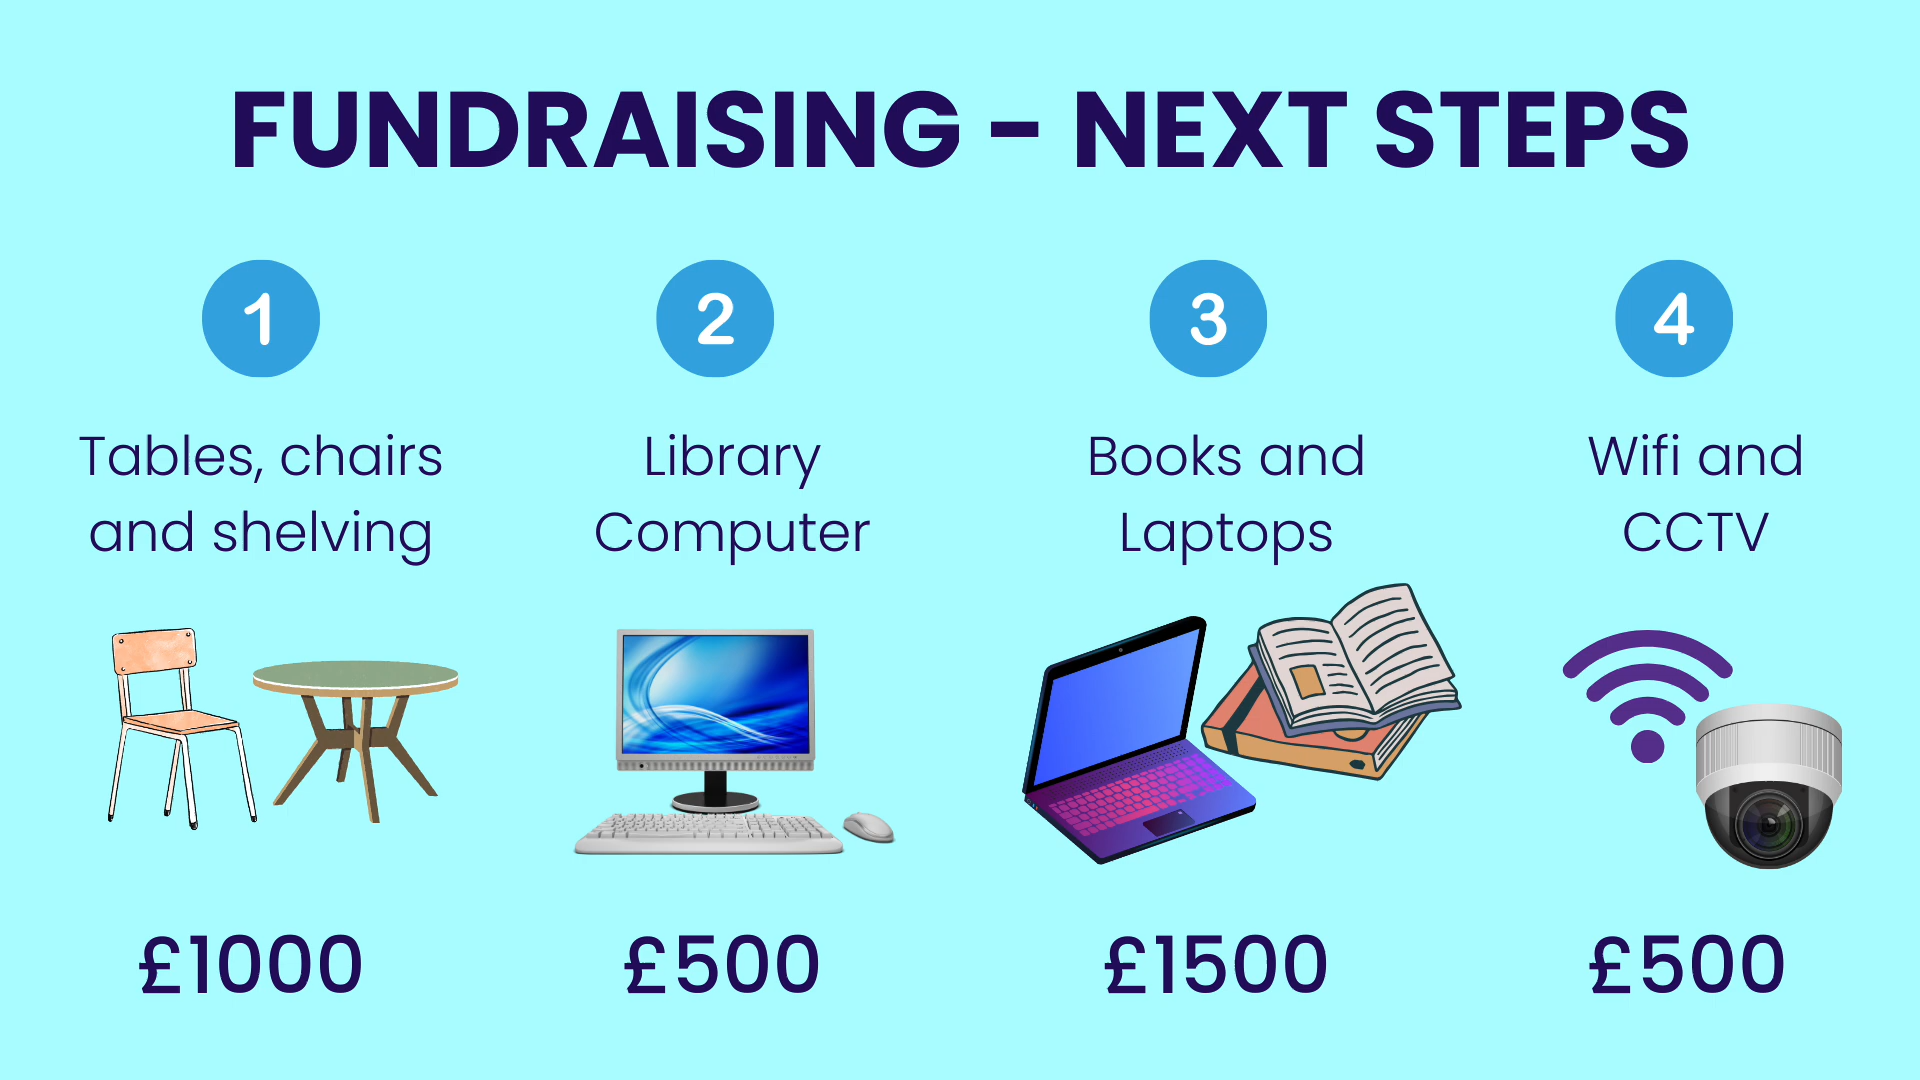 FUNDRAISING - NEXT STEPS
1
Tables, chairs
and shelving
£1000
2
Library
Computer
£500
3
Books and
Laptops
£1500
4
Wifi and
CCTV
£500